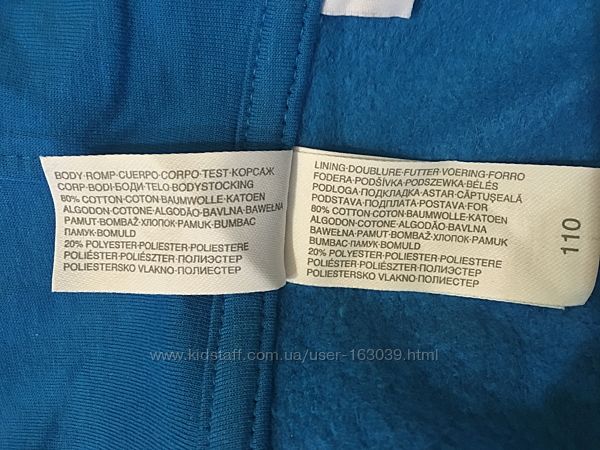 BODY·ROMP·CUERPO·CORPO·TEST·КОРСАЖ
CORP·BODI·БОДИ·TELO·BODYSTOCKING
80% COTTON·COTON·BAUMWOLLE·KATOEN
ALGODON·COTONE·ALGODÃO·BAVLNA·BAWEŁNA
PAMUT·BOMBAŽ·ХЛОПОК·PAMUK·BUMBAC
ПАМУК·BOMULD
20% POLYESTER·POLIESTER·POLIESTERE
POLIÉSTER·POLIÉSZTER·ПОЛИЭСТЕР
POLIESTERSKO VLAKNO·ПОЛИЕСТЕР
LINING·DOUBLURE·FUTTER·VOERING·FORRO
FODERA·PODŠÍVKA·PODSZEWKA·BÉLÉS
PODLOGA·ПОДКЛАДКА·ASTAR·CĂPTUŞEALĂ
PODSTAVA·ПОДПЛАТА·POSTAVA·FOR
80% COTTON·COTON·BAUMWOLLE·KATOEN
ALGODON·COTONE·ALGODÃO·BAVLNA
BAWEŁNA·PAMUT·BOMBAŽ·ХЛОПОК·PAMUK
BUMBAC·ПАМУК·BOMULD
20% POLYESTER·POLIESTER·POLIESTERE
POLIÉSTER·POLIÉSZTER·ПОЛИЭСТЕР
POLIESTERSKO VLAKNO·ПОЛИЕСТЕР
110
www.kidstaff.com.ua/user-163039.html